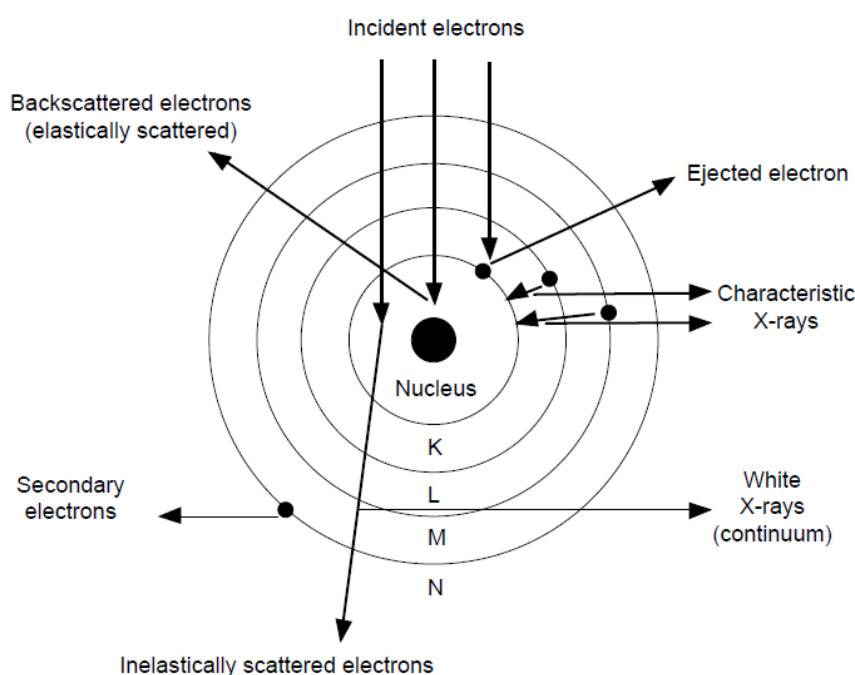 Incident electrons
Backscattered electrons
(elastically scattered)
Ejected electron
Characteristic
X-rays
Nucleus
K
L
M
N
Secondary
electrons
White
X-rays
(continuum)
Inelastically scattered electrons